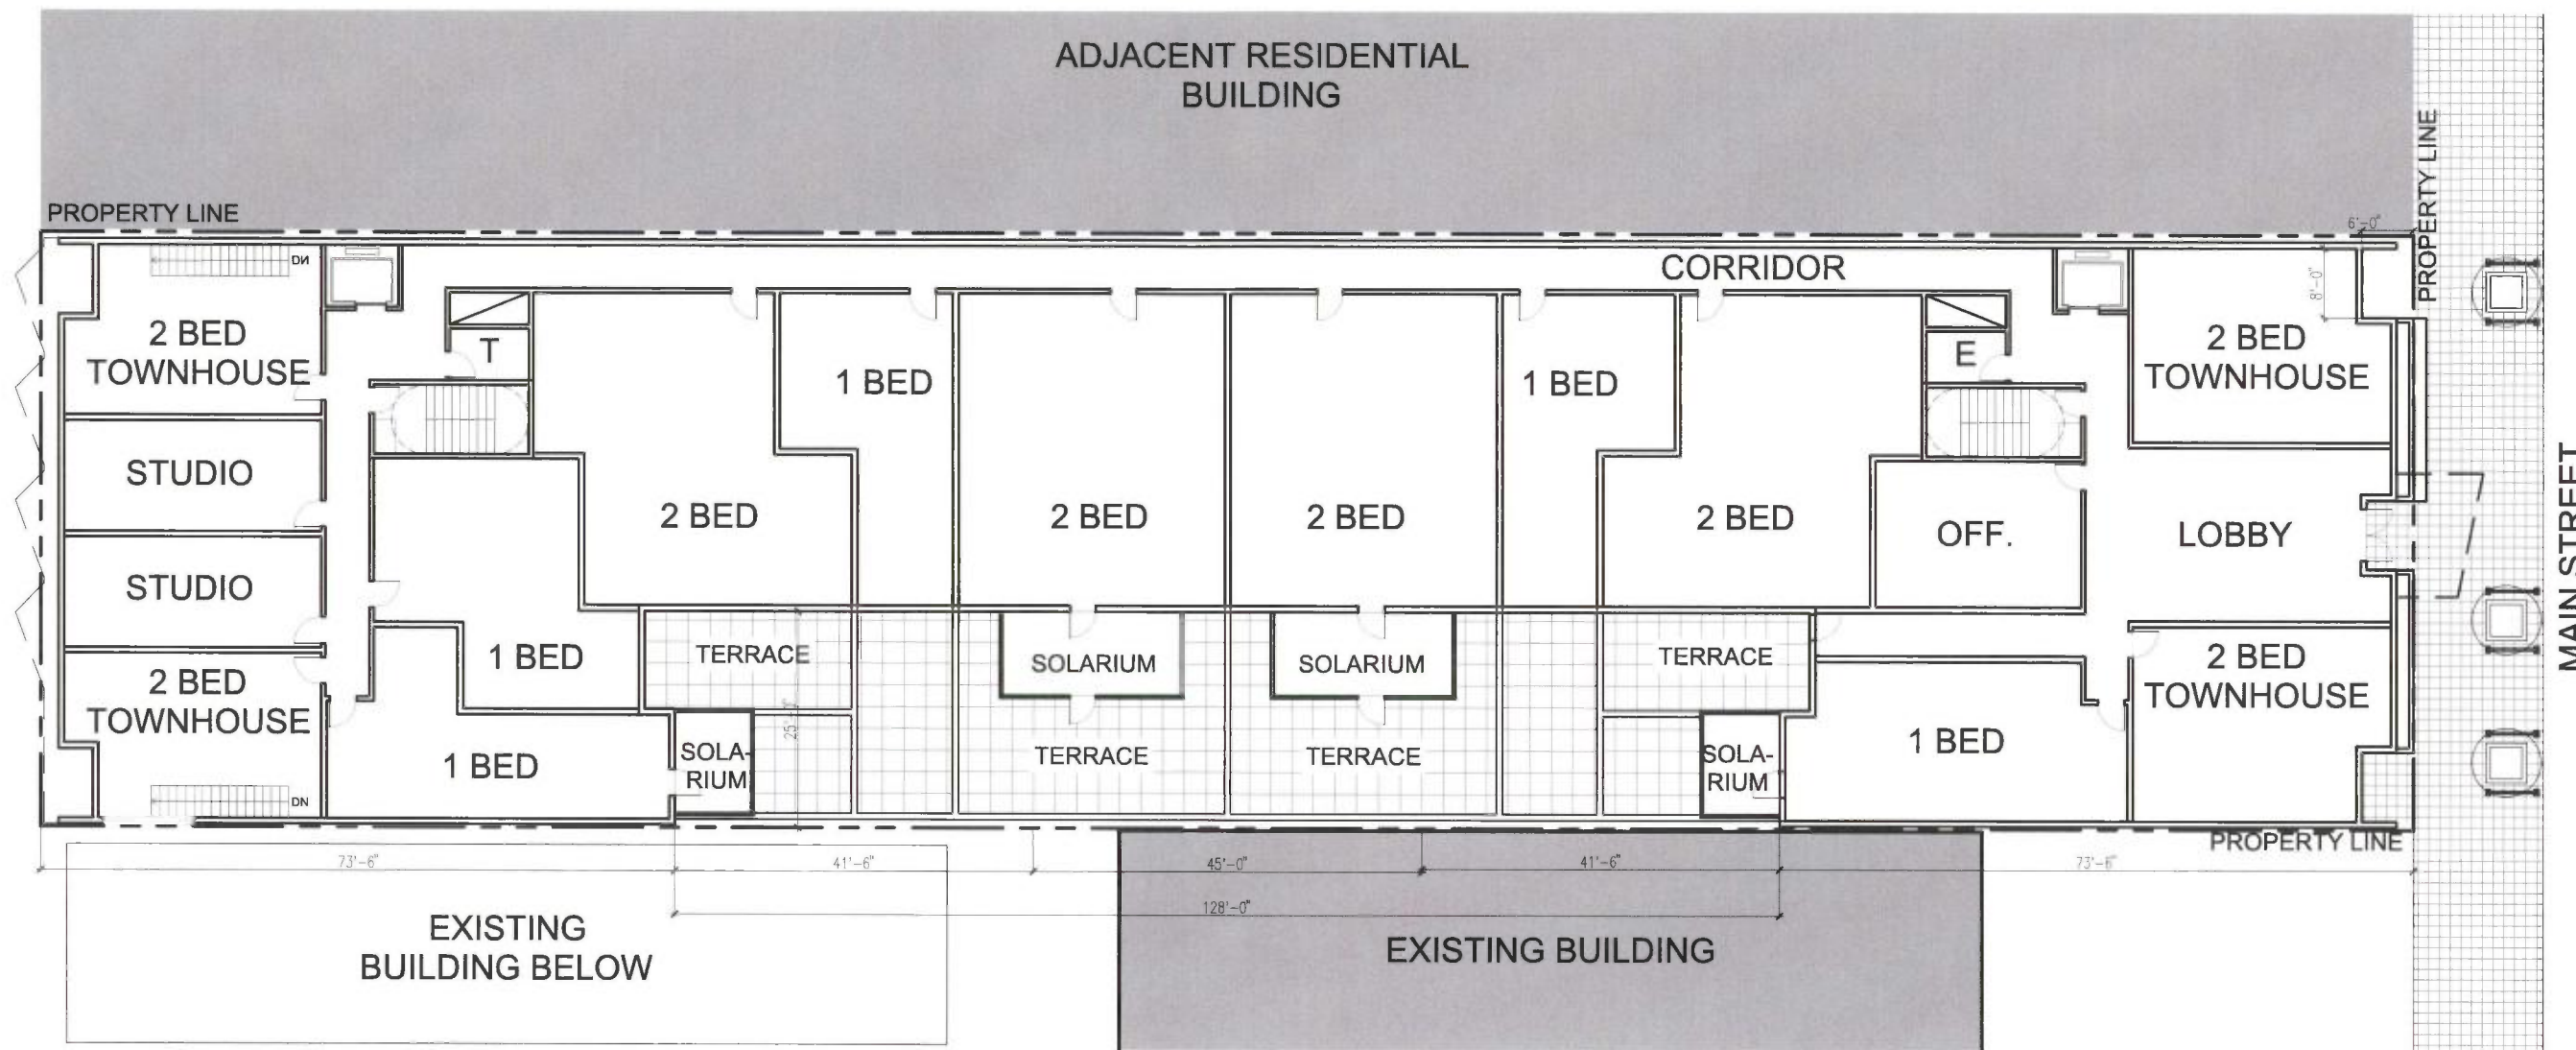 ADJACENT RESIDENTIAL
BUILDING
PROPERTY LINE
PROPERTY LINE
6'-0"
CORRIDOR
8'-0"
DN
2 BED
TOWNHOUSE
T
1 BED
1 BED
E
2 BED
TOWNHOUSE
STUDIO
2 BED
2 BED
2 BED
2 BED
OFF.
LOBBY
MAIN STREET
STUDIO
1 BED
TERRACE
SOLARIUM
SOLARIUM
TERRACE
2 BED
TOWNHOUSE
2 BED
TOWNHOUSE
1 BED
SOLA-
RIUM
25'-0"
TERRACE
TERRACE
SOLA-
RIUM
1 BED
DN
PROPERTY LINE
73'-6"
41'-6"
45'-0"
41'-6"
73'-6"
128'-0"
EXISTING
BUILDING BELOW
EXISTING BUILDING